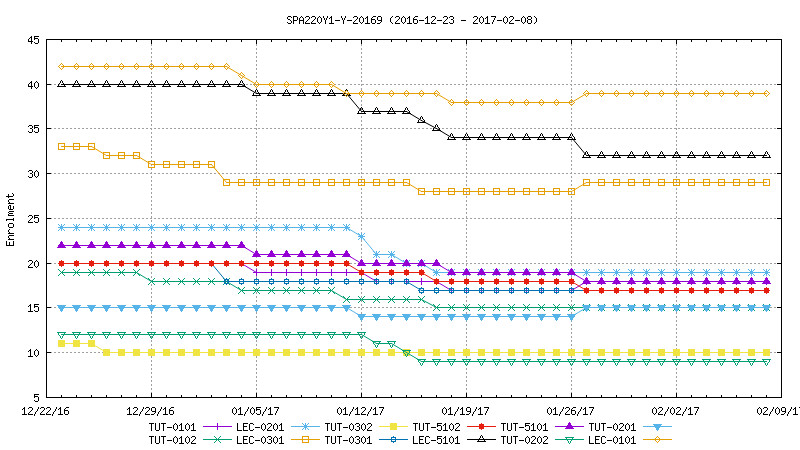 SPA220Y1-Y-20169 (2016-12-23 - 2017-02-08)
45
40
35
30
25
20
15
10
5
Enrolment
12/22/16 12/29/16 01/05/17 01/12/17 01/19/17 01/26/17 02/02/17 02/09/17
TUT-0101 LEC-0201 TUT-0302 TUT-5102 TUT-5101 TUT-0201
TUT-0102 LEC-0301 TUT-0301 LEC-5101 TUT-0202 LEC-0101